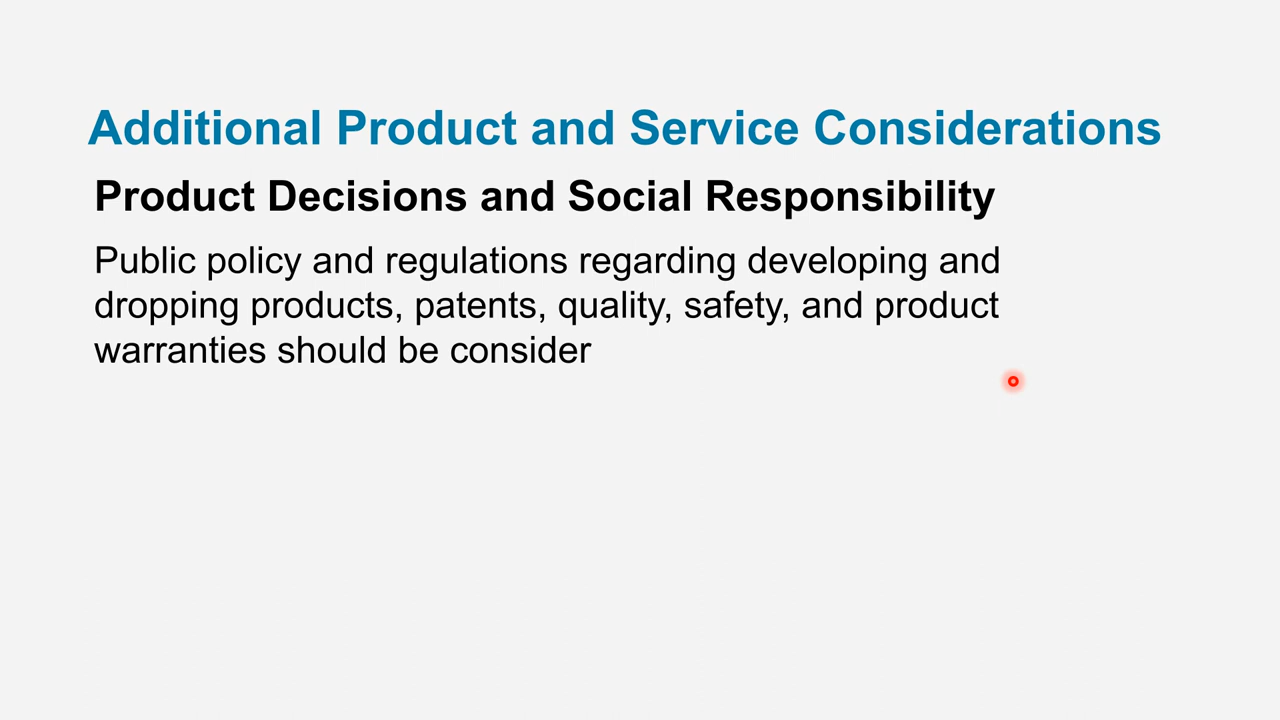 Additional Product and Service Considerations
Product Decisions and Social Responsibility
Public policy and regulations regarding developing and
dropping products, patents, quality, safety, and product
warranties should be consider